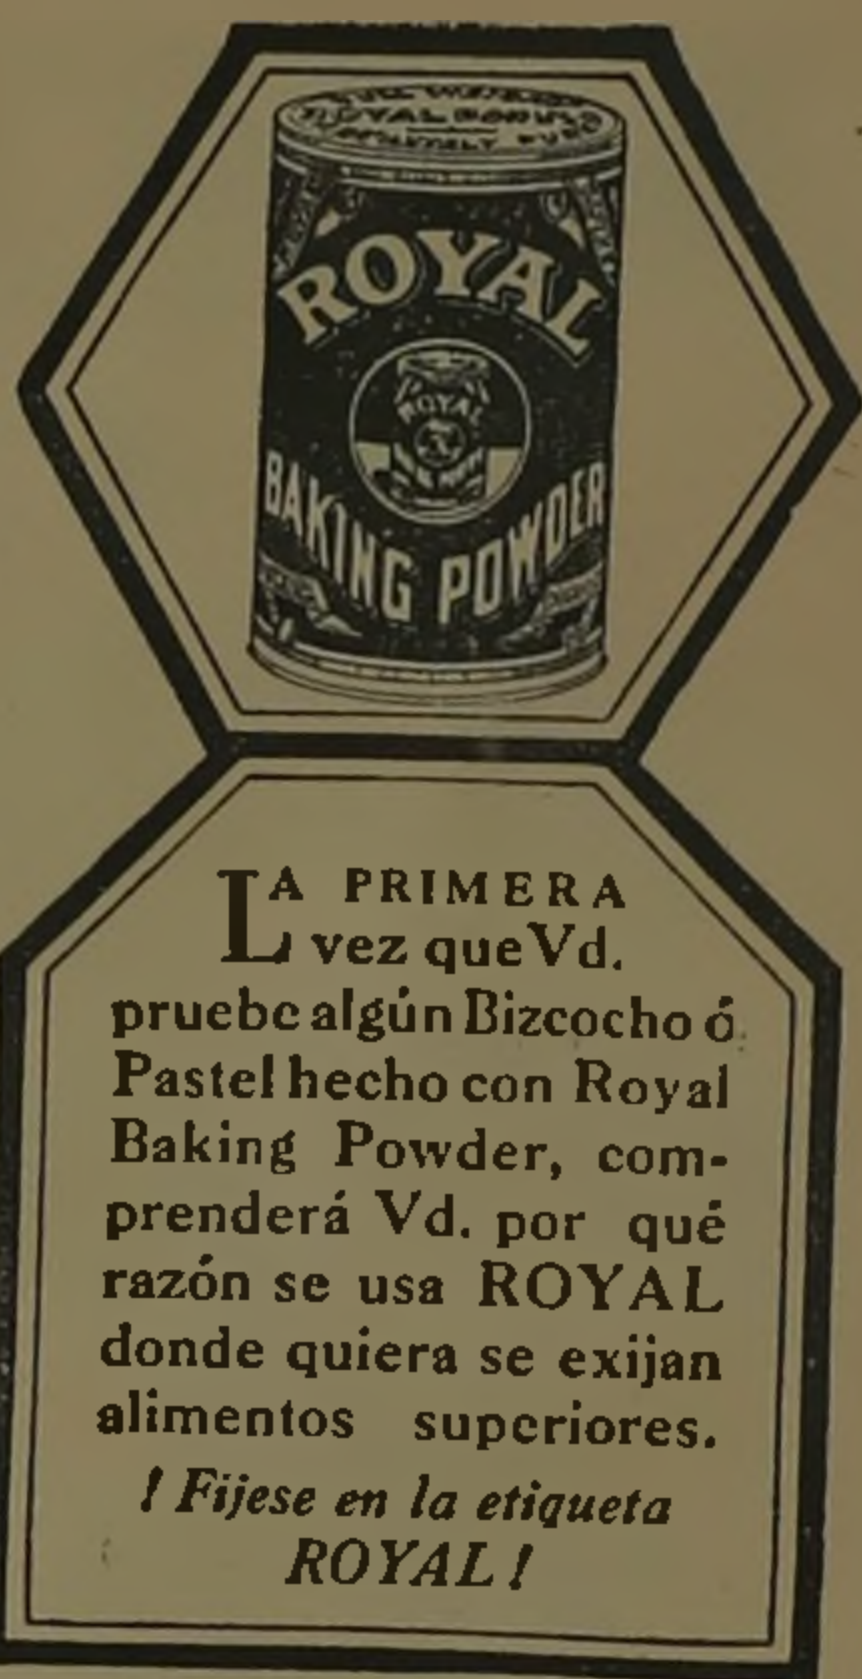 ROYAL
ROYAL
BAKING POWDER
LA PRIMERA
vez que Vd.
pruebe algún Bizcocho ó
Pastel hecho con Royal
Baking Powder, com-
prenderá Vd. por qué
razón se usa ROYAL
donde quiera se exijan
alimentos superiores.
! Fijese en la etiqueta
ROYAL !